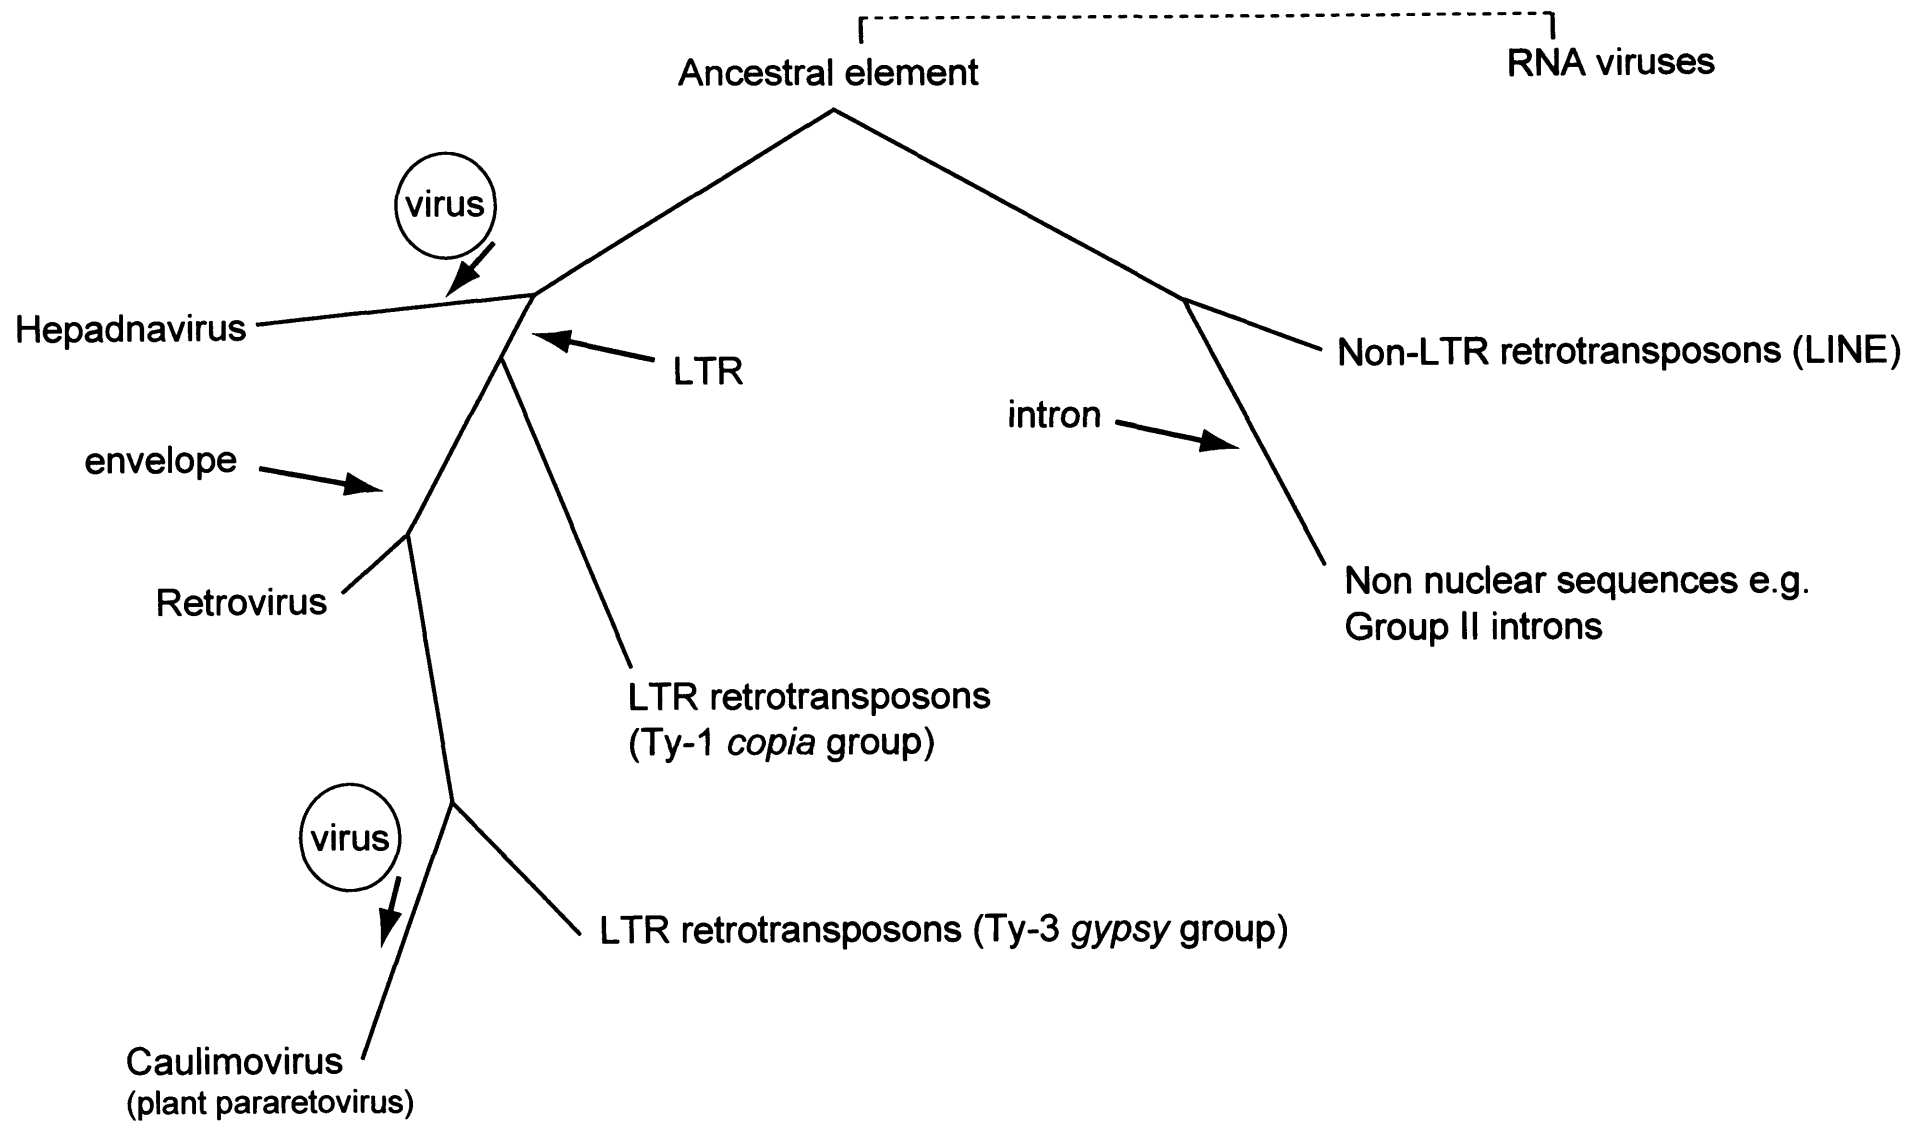 Ancestral element
RNA viruses
virus
Hepadnavirus
LTR
Non-LTR retrotransposons (LINE)
intron
envelope
Retrovirus
Non nuclear sequences e.g.
Group II introns
LTR retrotransposons
(Ty-1 copia group)
virus
LTR retrotransposons (Ty-3 gypsy group)
Caulimovirus
(plant pararetovirus)